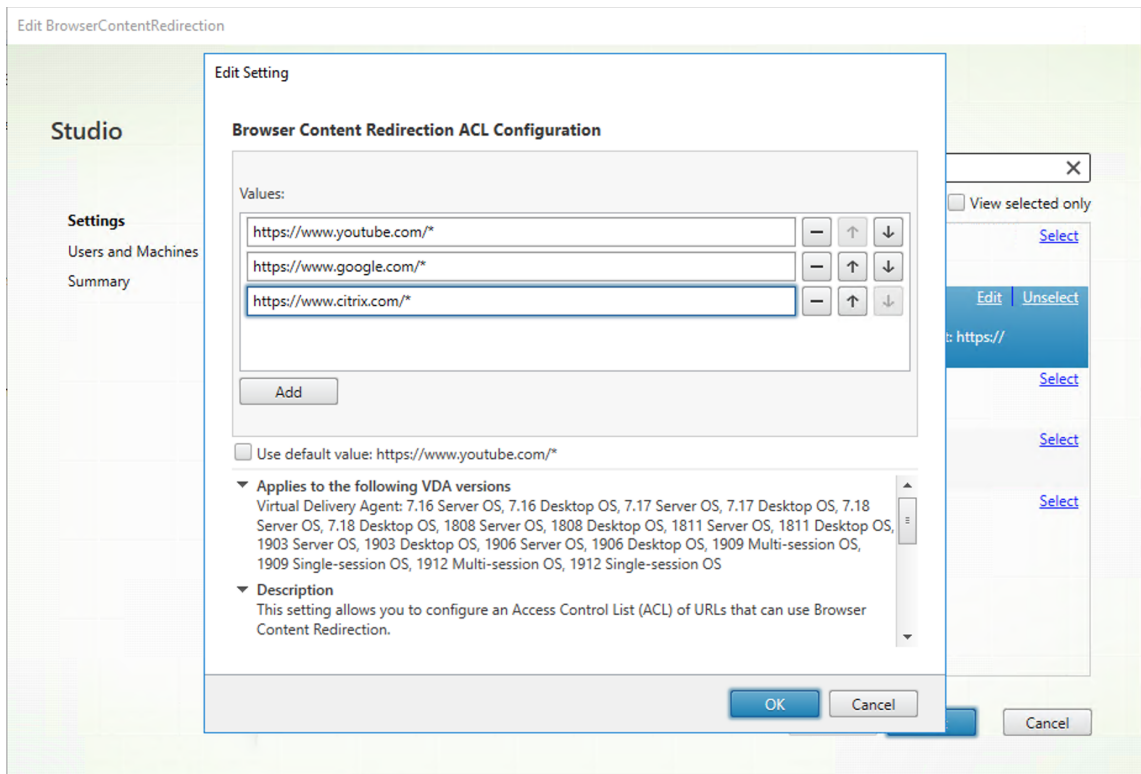 Edit BrowserContentRedirection
Edit Setting
Studio
Browser Content Redirection ACL Configuration
Values:
View selected only
Settings
https://www.youtube.com/*
Select
Users and Machines
https://www.google.com/*
Summary
https://www.citrix.com/*
Edit
Unselect
t: https://
Select
Add
Select
Use default value: https://www.youtube.com/*
Applies to the following VDA versions
Virtual Delivery Agent: 7.16 Server OS, 7.16 Desktop OS, 7.17 Server OS, 7.17 Desktop OS, 7.18
Server OS, 7.18 Desktop OS, 1808 Server OS, 1808 Desktop OS, 1811 Server OS, 1811 Desktop OS,
1903 Server OS, 1903 Desktop OS, 1906 Server OS, 1906 Desktop OS, 1909 Multi-session OS,
1909 Single-session OS, 1912 Multi-session OS, 1912 Single-session OS
Select
Description
This setting allows you to configure an Access Control List (ACL) of URLs that can use Browser
Content Redirection.
OK
Cancel
Cancel